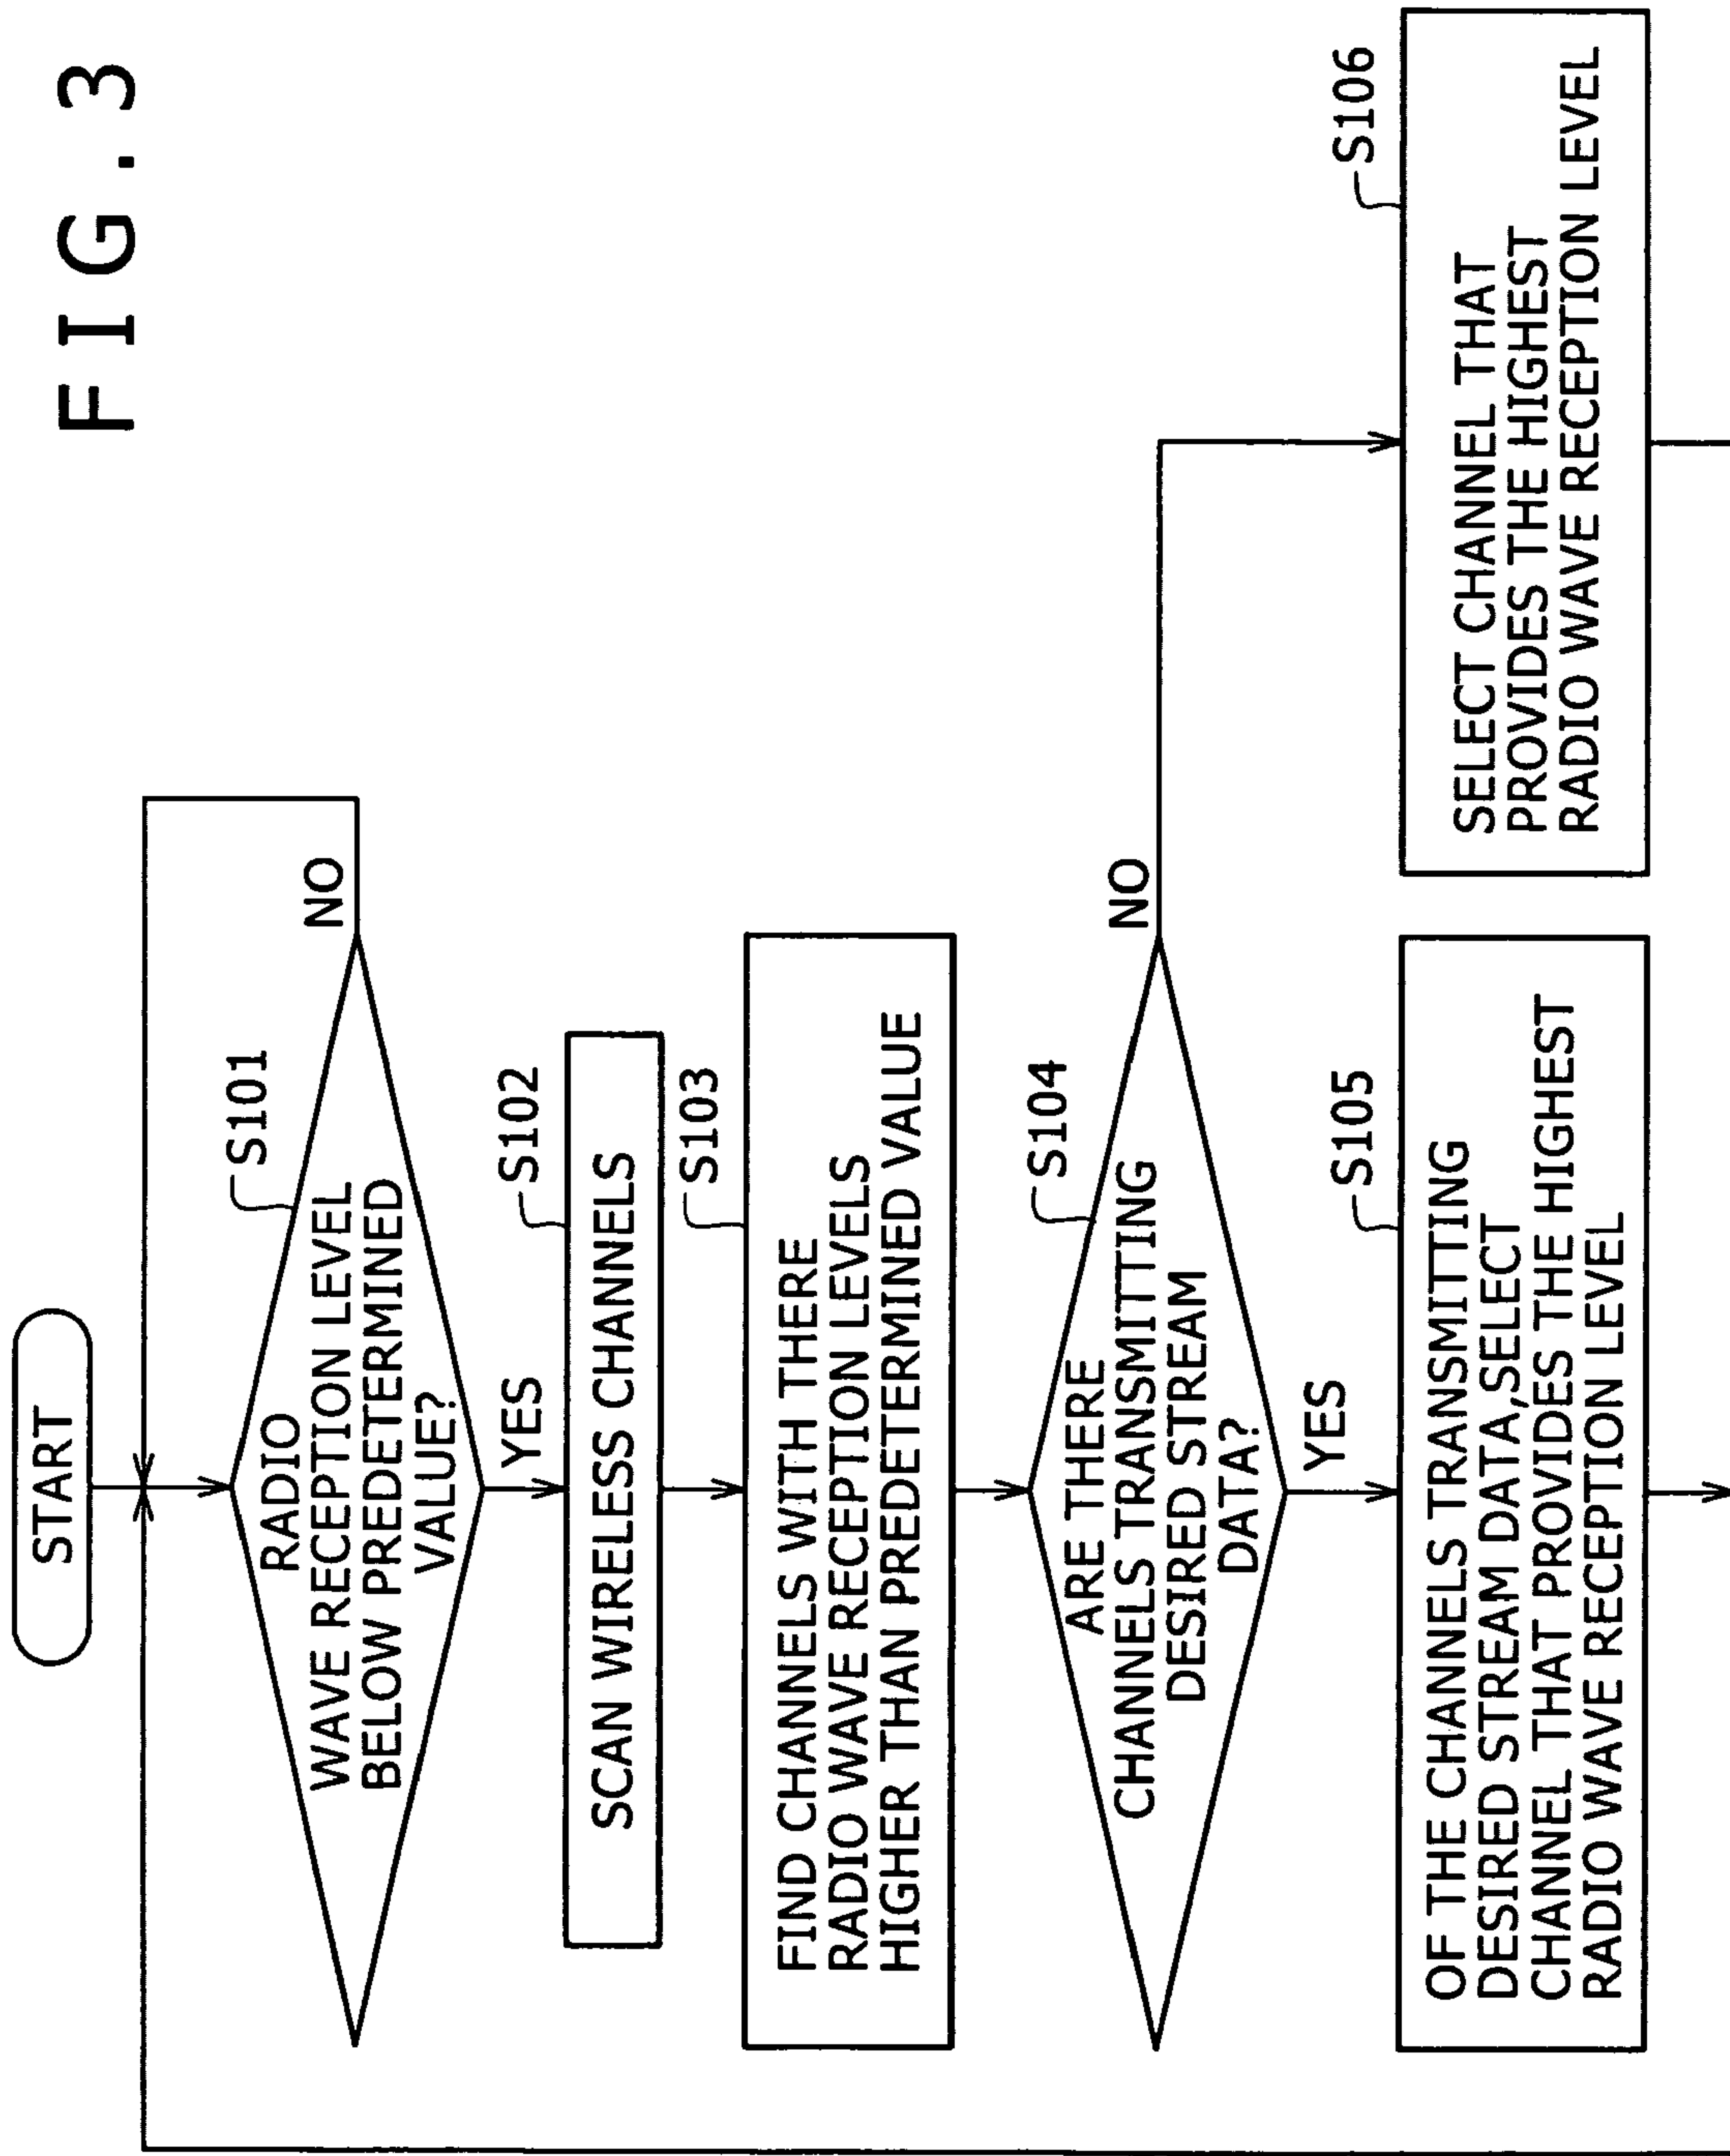 FIG.3
START
S101
RADIO
WAVE RECEPTION LEVEL
BELOW PREDETERMINED
VALUE?
NO
YES
S102
SCAN WIRELESS CHANNELS
S103
FIND CHANNELS WITH THERE
RADIO WAVE RECEPTION LEVELS
HIGHER THAN PREDETERMINED VALUE
S104
ARE THERE
CHANNELS TRANSMITTING
DESIRED STREAM
DATA?
NO
YES
S105
OF THE CHANNELS TRANSMITTING
DESIRED STREAM DATA,SELECT
CHANNEL THAT PROVIDES THE HIGHEST
RADIO WAVE RECEPTION LEVEL
S106
SELECT CHANNEL THAT
PROVIDES THE HIGHEST
RADIO WAVE RECEPTION LEVEL